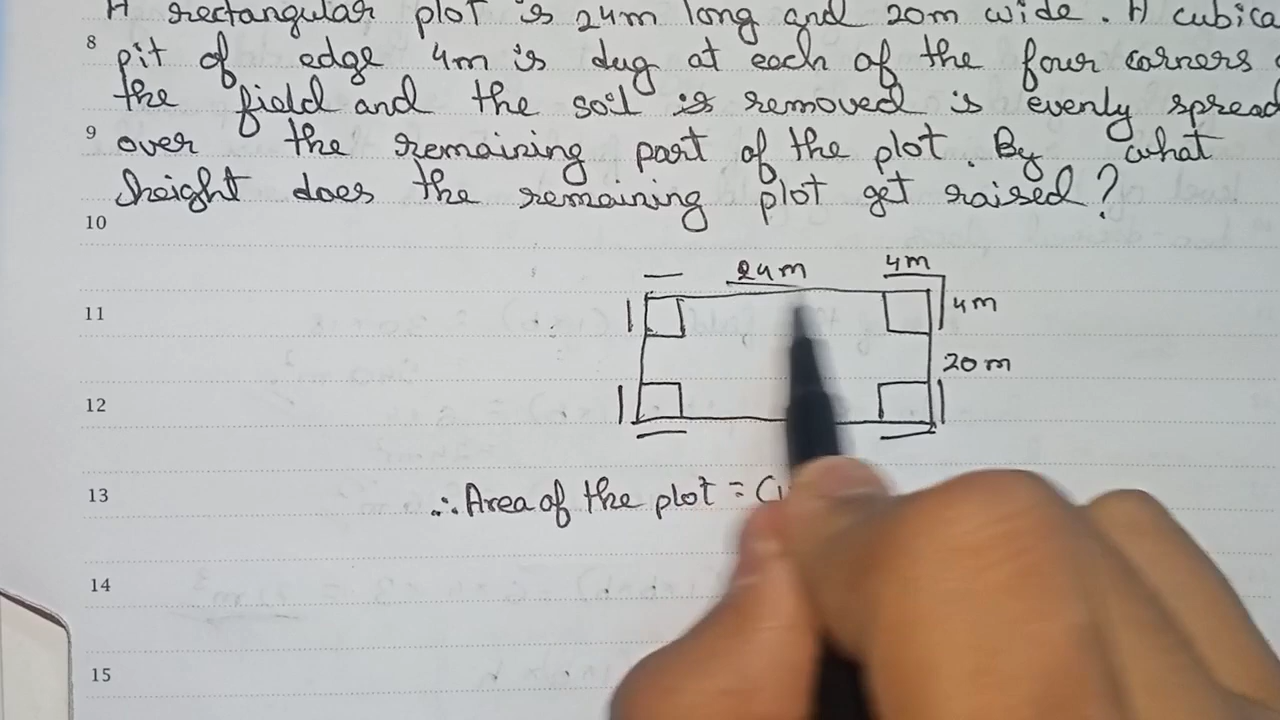 A rectangular plot is 24m long and 20m wide. A cubica
8
pit of edge 4m is dug at each of the four corners
the field and the soil is removed is evenly spread
9
over the remaining part of the plot. By what
height does the remaining plot get raised?
10
24m 4m
11
4m
20m
12
13
∴ Area of the plot =
14
15